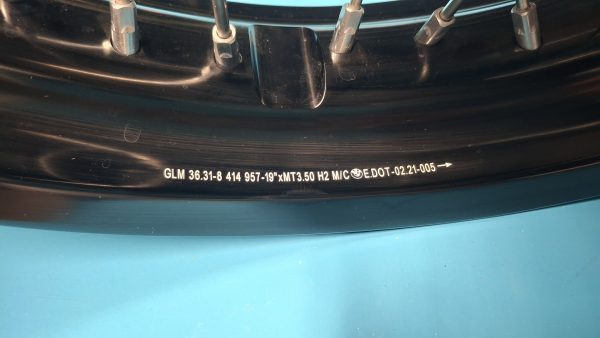 GLM 36.31-8 414 957-19"xMT3.50 H2 M/C E.DOT-02.21-005→